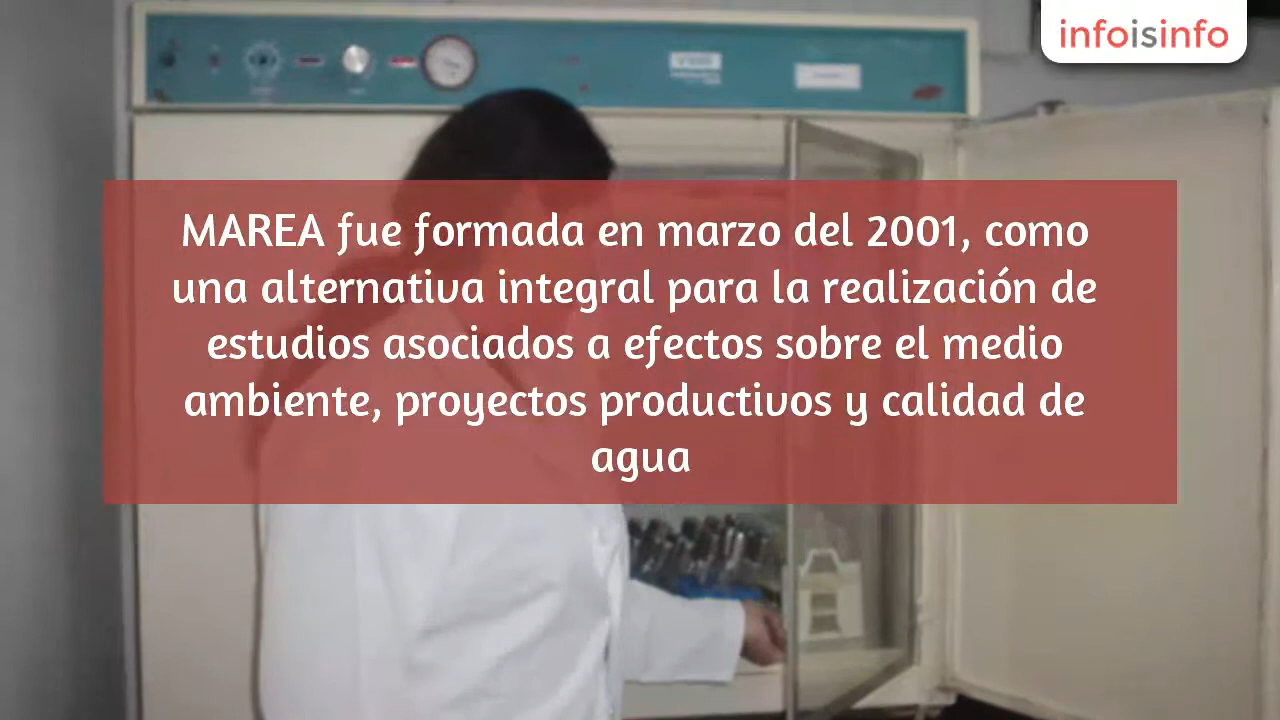 infoisinfo
MAREA fue formada en marzo del 2001, como
una alternativa integral para la realización de
estudios asociados a efectos sobre el medio
ambiente, proyectos productivos y calidad de
agua